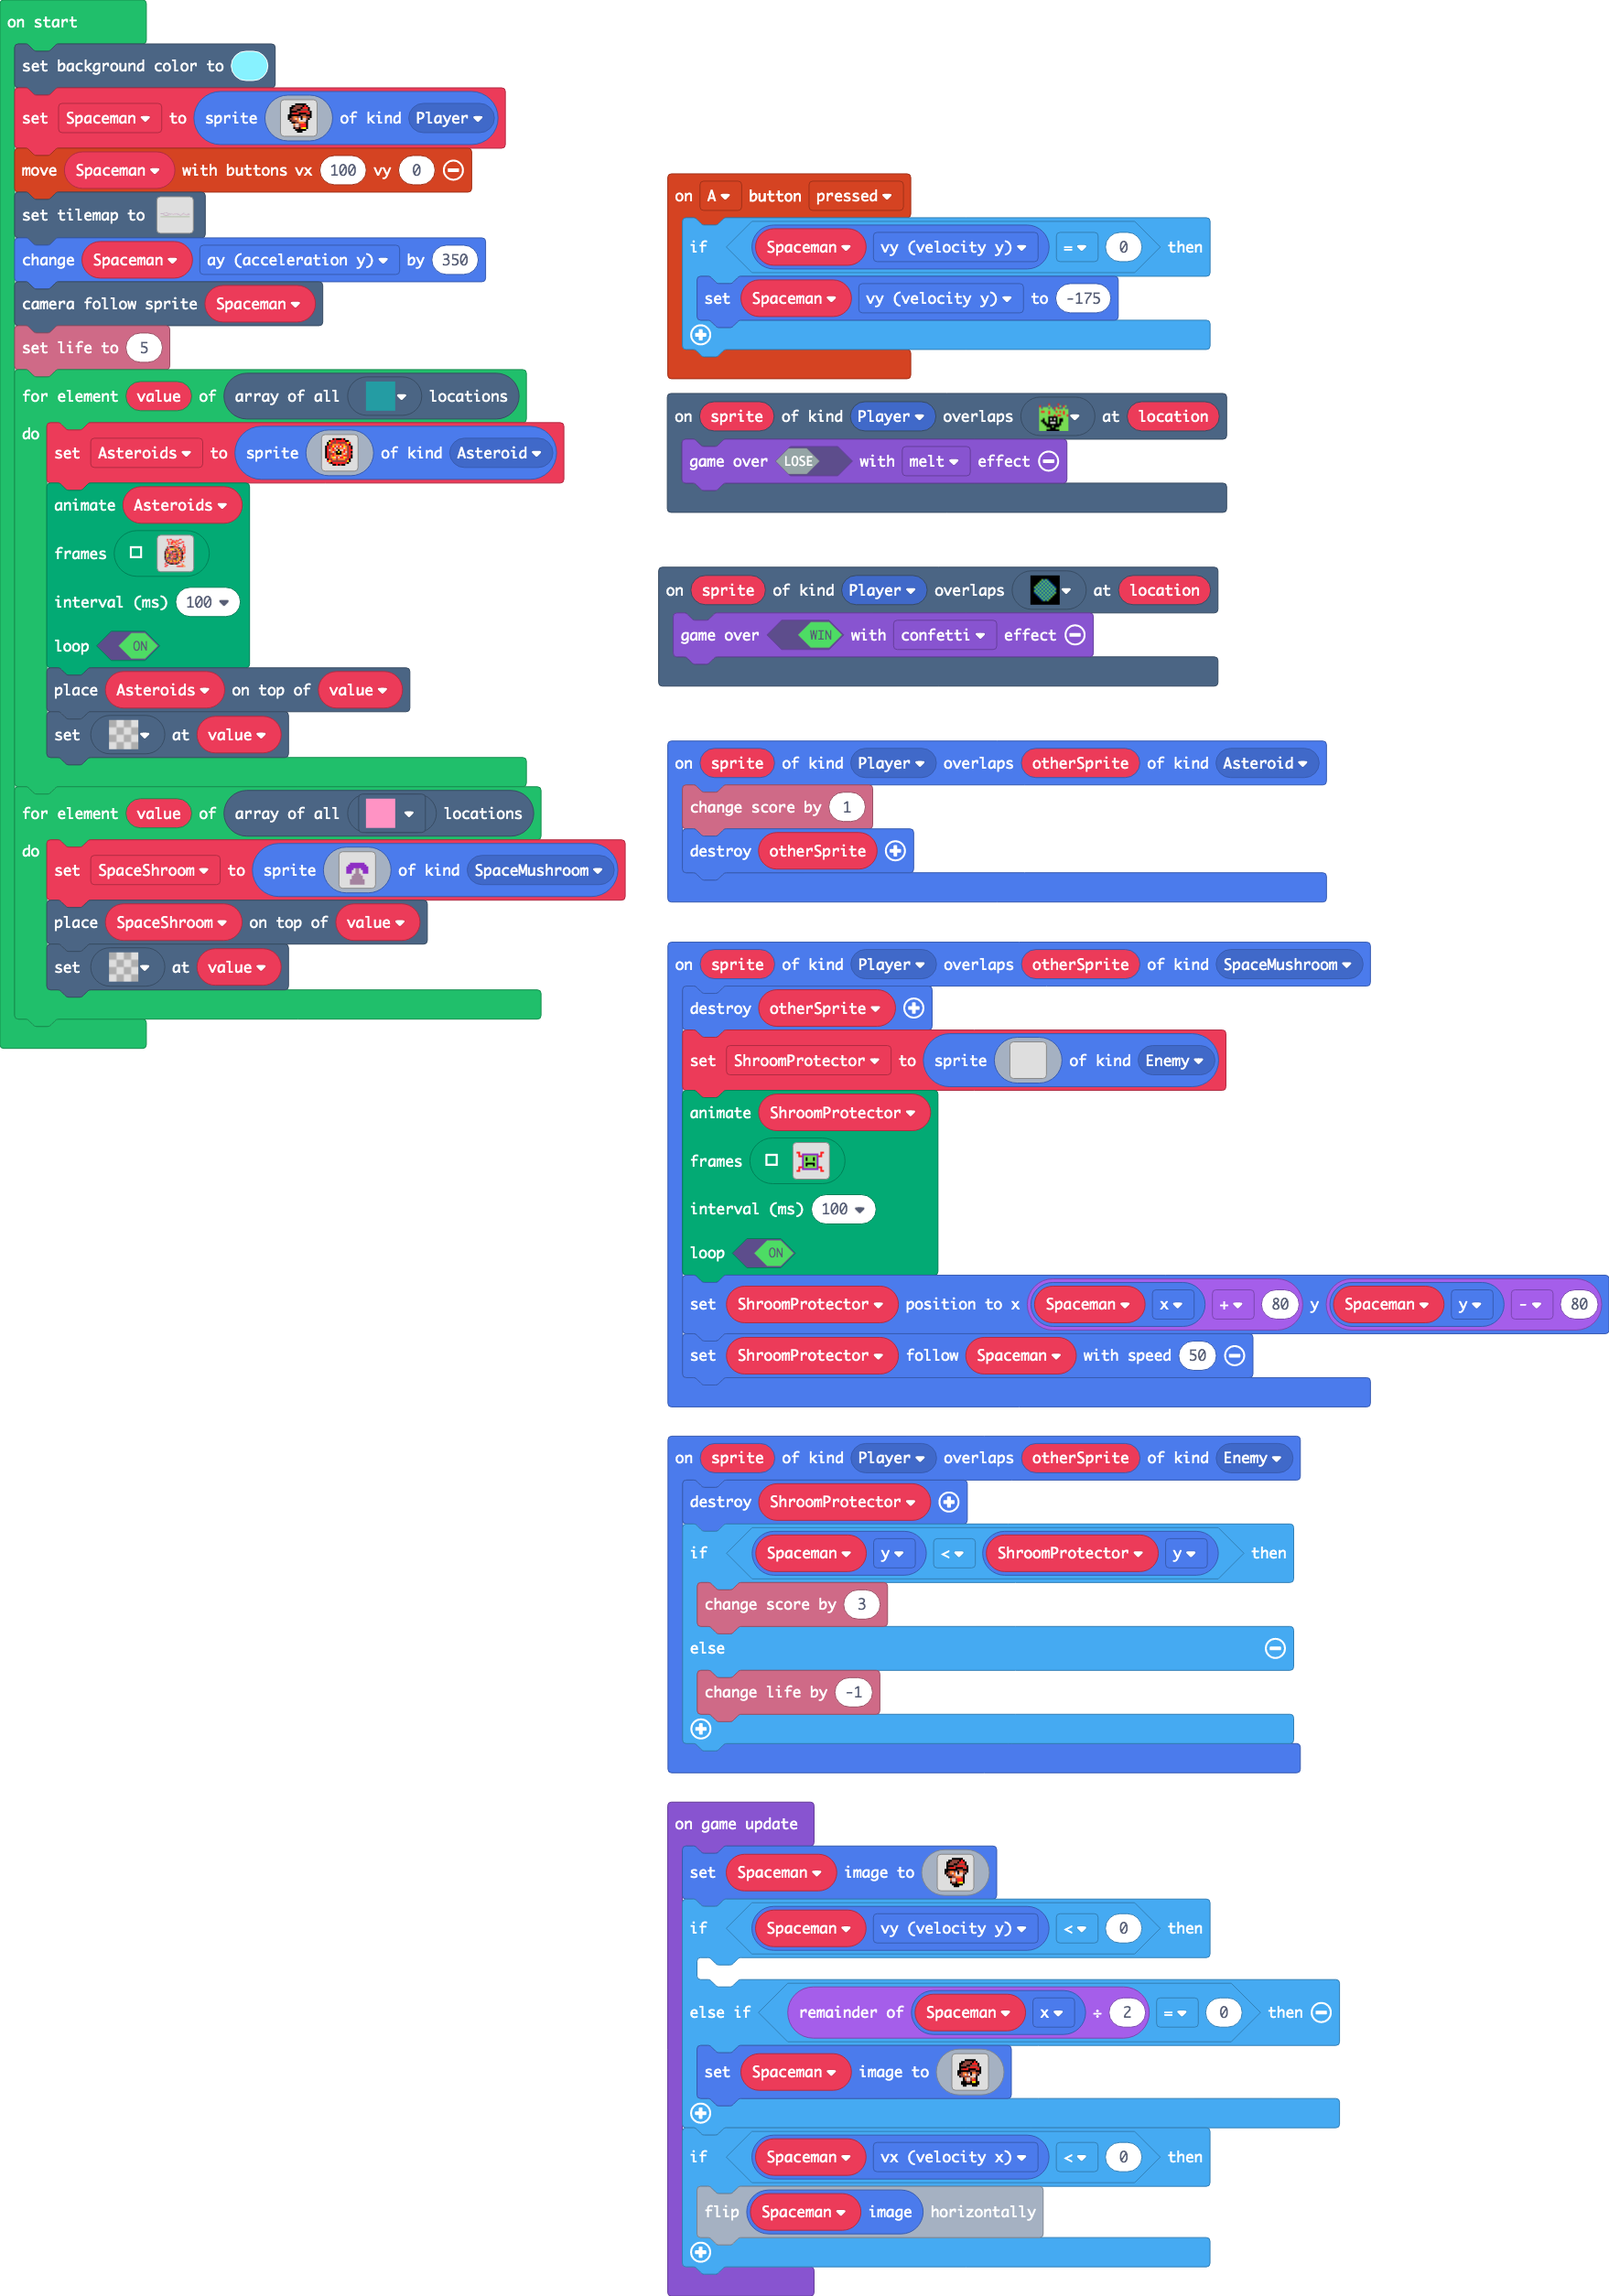 on start
set background color to
set Spaceman to sprite of kind Player
move Spaceman with buttons vx 100 vy 0
set tilemap to
change Spaceman ay (acceleration y) by 350
camera follow sprite Spaceman
set life to 5
for element value of array of all locations
do
set Asteroids to sprite of kind Asteroid
animate Asteroids
frames
interval (ms) 100
loop ON
place Asteroids on top of value
set at value
for element value of array of all locations
do
set SpaceShroom to sprite of kind SpaceMushroom
place SpaceShroom on top of value
set at value
on A button pressed
if Spaceman vy (velocity y) = 0 then
set Spaceman vy (velocity y) to -175
on sprite of kind Player overlaps at location
game over LOSE with melt effect
on sprite of kind Player overlaps at location
game over WIN with confetti effect
on sprite of kind Player overlaps otherSprite of kind Asteroid
change score by 1
destroy otherSprite
on sprite of kind Player overlaps otherSprite of kind SpaceMushroom
destroy otherSprite
set ShroomProtector to sprite of kind Enemy
animate ShroomProtector
frames
interval (ms) 100
loop ON
set ShroomProtector position to x Spaceman x + 80 y Spaceman y - 80
set ShroomProtector follow Spaceman with speed 50
on sprite of kind Player overlaps otherSprite of kind Enemy
destroy ShroomProtector
if Spaceman y < ShroomProtector y then
change score by 3
else
change life by -1
on game update
set Spaceman image to
if Spaceman vy (velocity y) < 0 then
else if remainder of Spaceman x ÷ 2 = 0 then
set Spaceman image to
if Spaceman vx (velocity x) < 0 then
flip Spaceman image horizontally